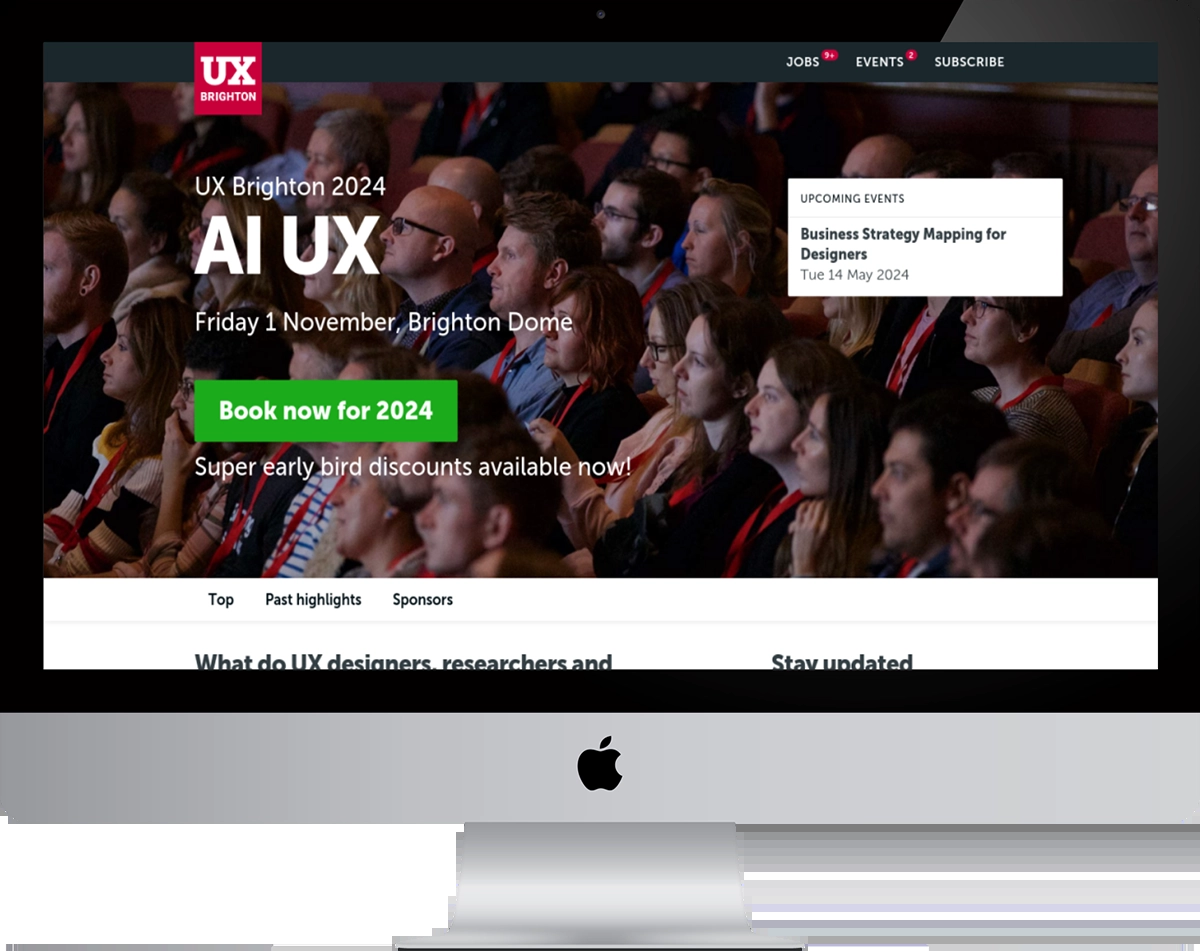 UX
BRIGHTON
JOBS 9+ EVENTS 2 SUBSCRIBE
UX Brighton 2024
AI UX
Friday 1 November, Brighton Dome
Book now for 2024
Super early bird discounts available now!
UPCOMING EVENTS
Business Strategy Mapping for
Designers
Tue 14 May 2024
Top Past highlights Sponsors
What do UX designers, researchers and
Stay updated